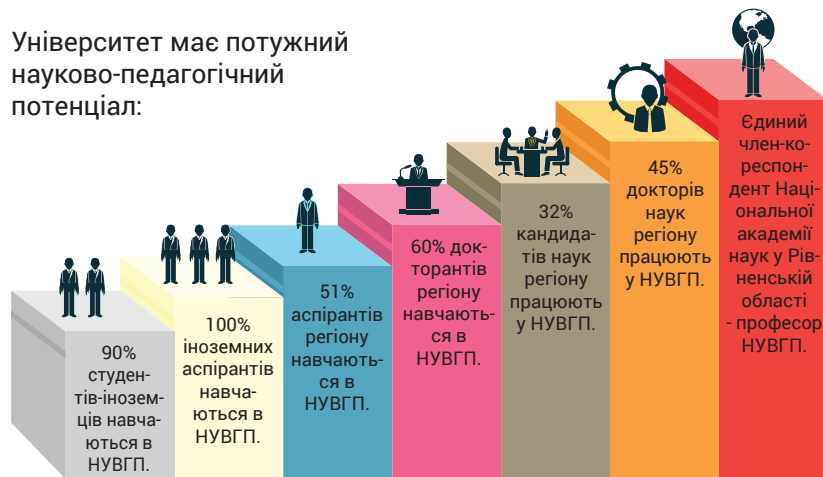 Університет має потужний
науково-педагогічний
потенціал:
90%
студен-
тів-інозем-
ців навча-
ються в
НУВГП.
100%
іноземних
аспірантів
навча-
ються в
НУВГП.
51%
аспірантів
регіону
навчають-
ся в
НУВГП.
60% док-
торантів
регіону
навчають-
ся в
НУВГП.
32%
кандида-
тів наук
регіону
працюють
у НУВГП.
45%
докторів
наук
регіону
працюють
у НУВГП.
Єдиний
член-ко-
респон-
дент Наці-
ональної
академії
наук у Рів-
ненській
області
- професор
НУВГП.